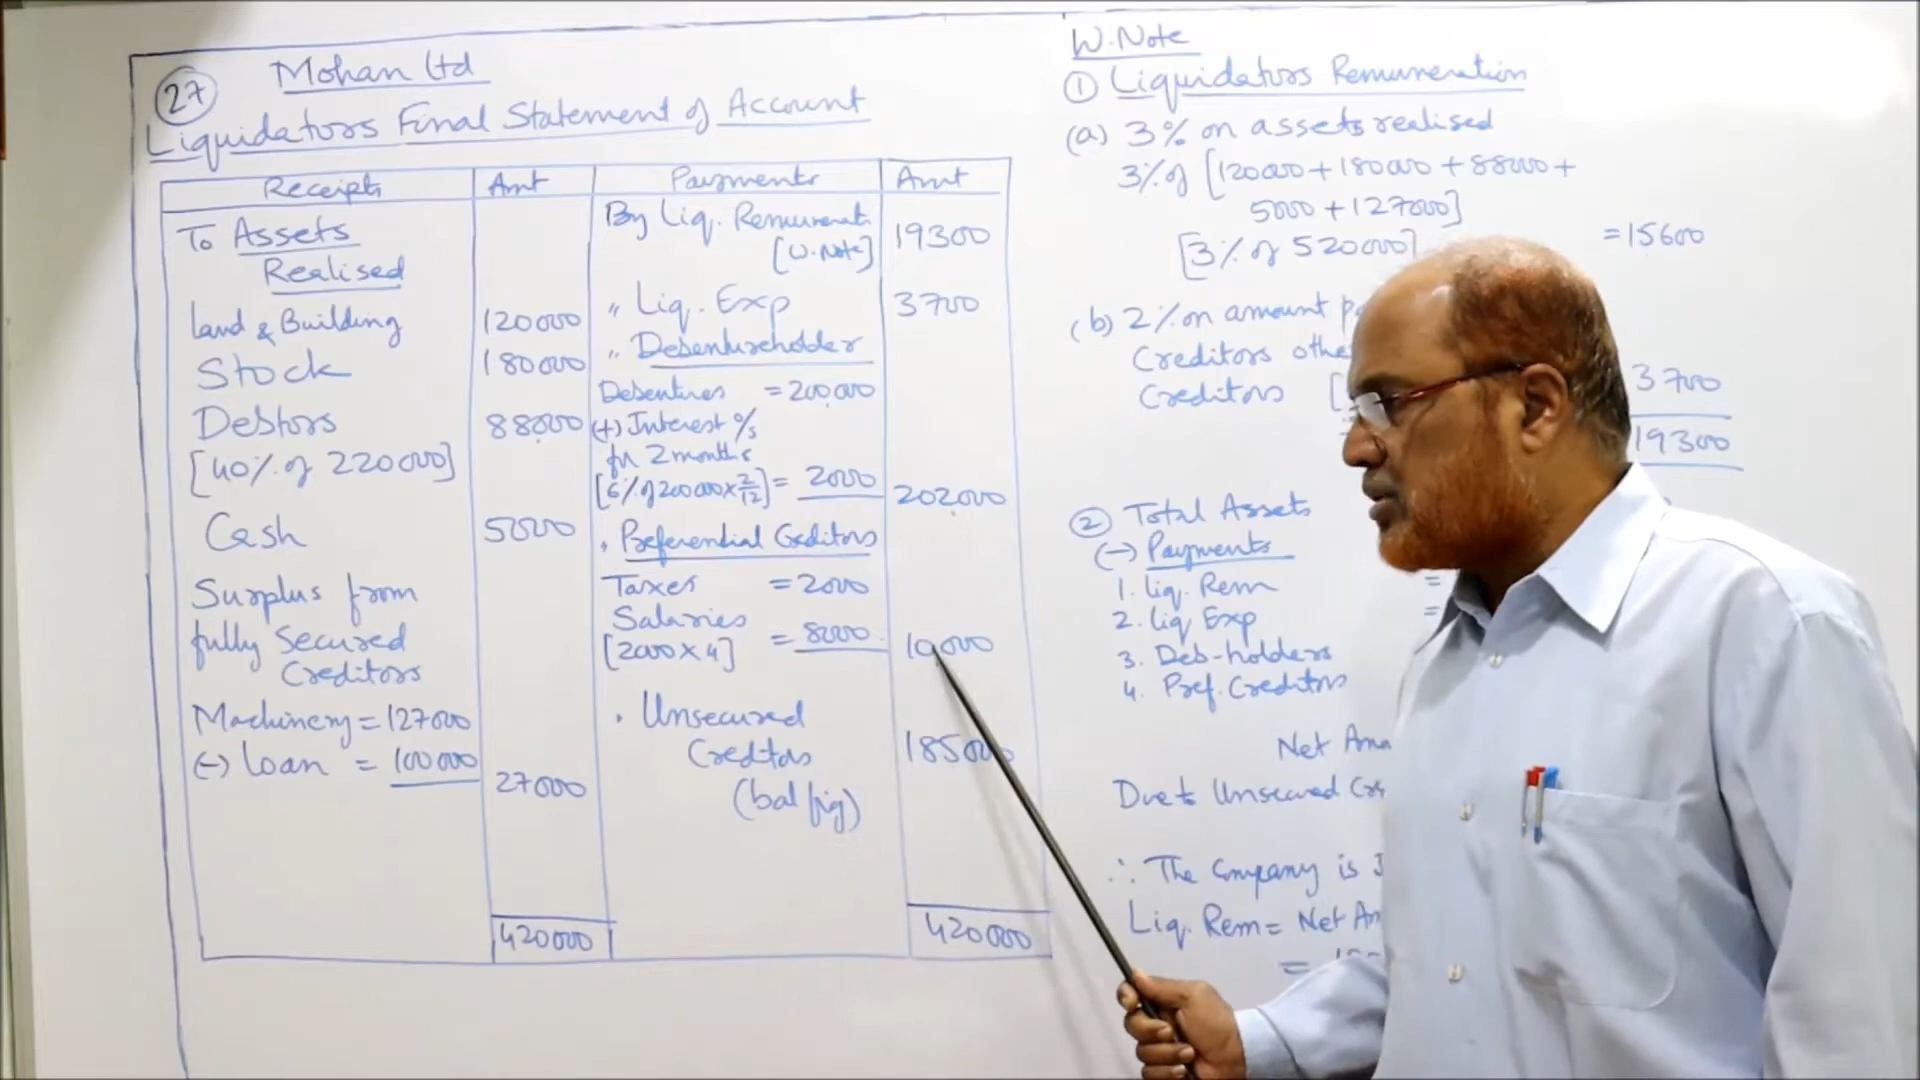 27
Mohan Ltd
Liquidators Final Statement of Account
Receipts Amt Payments Amt
To Assets
Realised
Land & Building 120000
Stock 180000
Debtors 88000
[40% of 220000]
Cash 5000
Surplus from
fully Secured
Creditors
Machinery = 127000
(-) Loan = 100000
27000
420000
By Liq. Remunerati
[W.Note] 19300
" Liq. Exp 3700
" Debentureholder
Debentures = 200000
(+) Interest o/s
for 2 months
[6% of 200000 x 2/12] = 2000 202000
" Preferential Creditors
Taxes = 2000
Salaries
[2000 x 4] = 8000 10000
" Unsecured
Creditors 185000
(bal fig)
420000
W.Note
① Liquidators Remuneration
(a) 3% on assets realised
3% of [120000 + 180000 + 88000 +
5000 + 127000]
[3% of 520000] = 15600
(b) 2% on amount
Creditors
Creditors [ 3700
19300
② Total Assets
(-) Payments
1. Liq. Rem =
2. Liq Exp =
3. Deb-holders
4. Pref. Creditors
Net
Due to Unsecured
∴ The Company is
Liq. Rem = Net
=